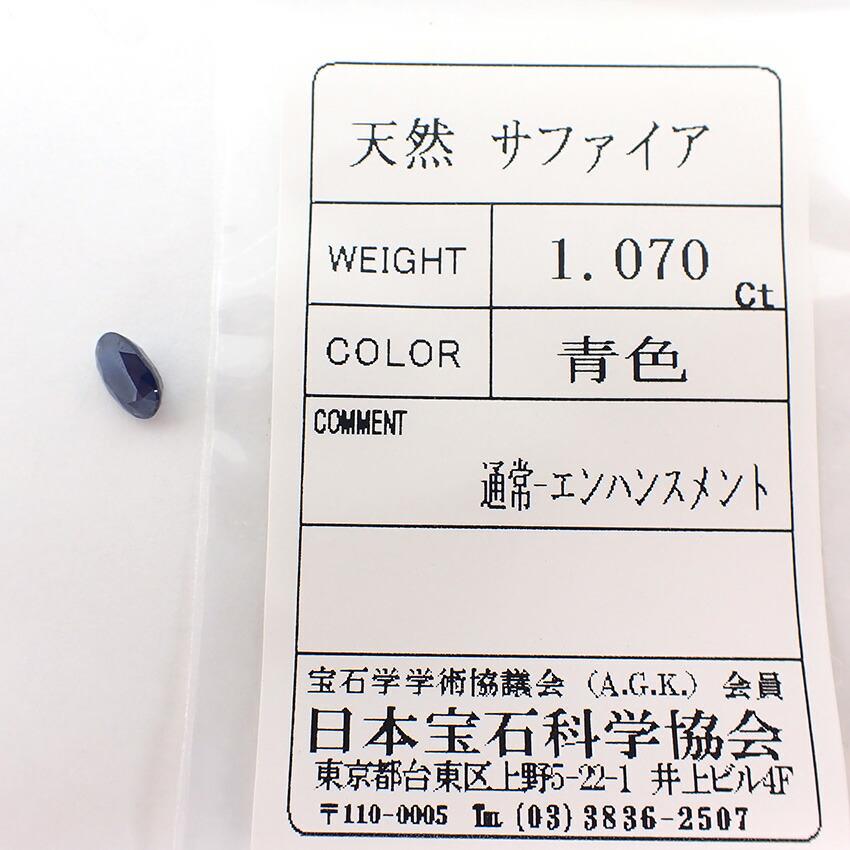 天然 サファイア
WEIGHT 1.070 Ct
COLOR 青色
COMMENT
通常-エンハンスメント
宝石学学術協議会 (A.G.K.) 会員
日本宝石科学協会
東京都台東区上野5-22-1 井上ビル4F
〒110-0005 ℡ (03) 3836-2507